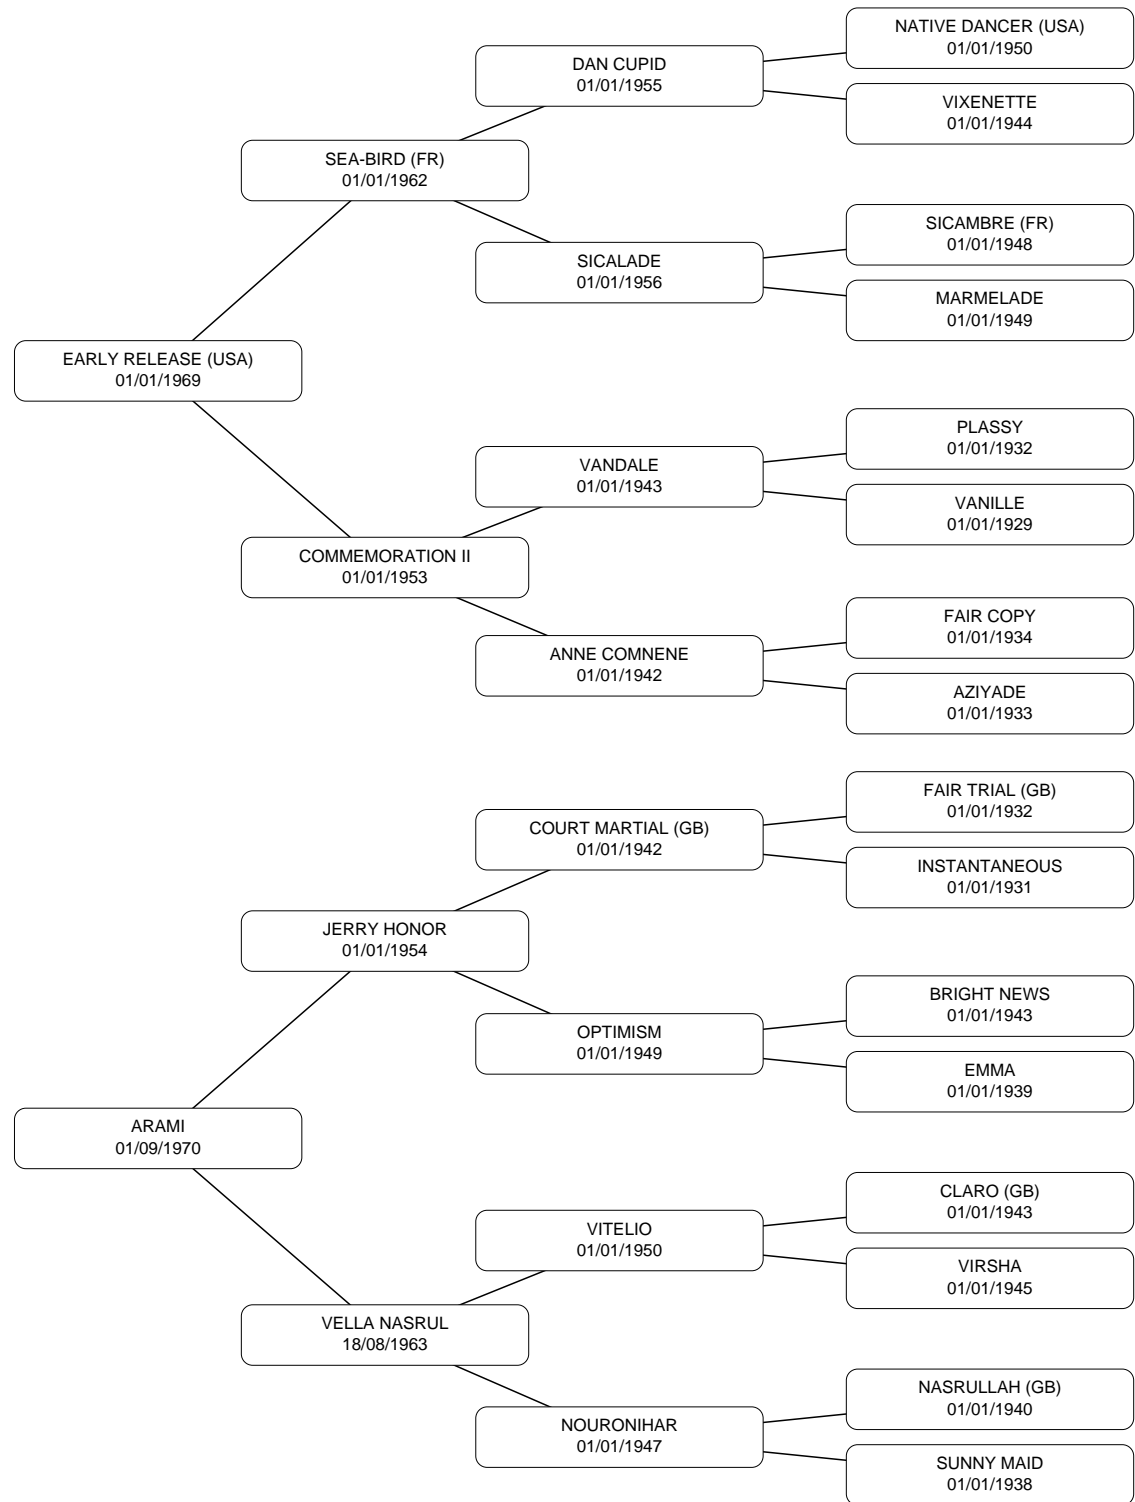 NATIVE DANCER (USA)
01/01/1950
DAN CUPID
01/01/1955
VIXENETTE
01/01/1944
SEA-BIRD (FR)
01/01/1962
SICAMBRE (FR)
01/01/1948
SICALADE
01/01/1956
MARMELADE
01/01/1949
EARLY RELEASE (USA)
01/01/1969
PLASSY
01/01/1932
VANDALE
01/01/1943
VANILLE
01/01/1929
COMMEMORATION II
01/01/1953
FAIR COPY
01/01/1934
ANNE COMNENE
01/01/1942
AZIYADE
01/01/1933
FAIR TRIAL (GB)
01/01/1932
COURT MARTIAL (GB)
01/01/1942
INSTANTANEOUS
01/01/1931
JERRY HONOR
01/01/1954
BRIGHT NEWS
01/01/1943
OPTIMISM
01/01/1949
EMMA
01/01/1939
ARAMI
01/09/1970
CLARO (GB)
01/01/1943
VITELIO
01/01/1950
VIRSHA
01/01/1945
VELLA NASRUL
18/08/1963
NASRULLAH (GB)
01/01/1940
NOURONIHAR
01/01/1947
SUNNY MAID
01/01/1938